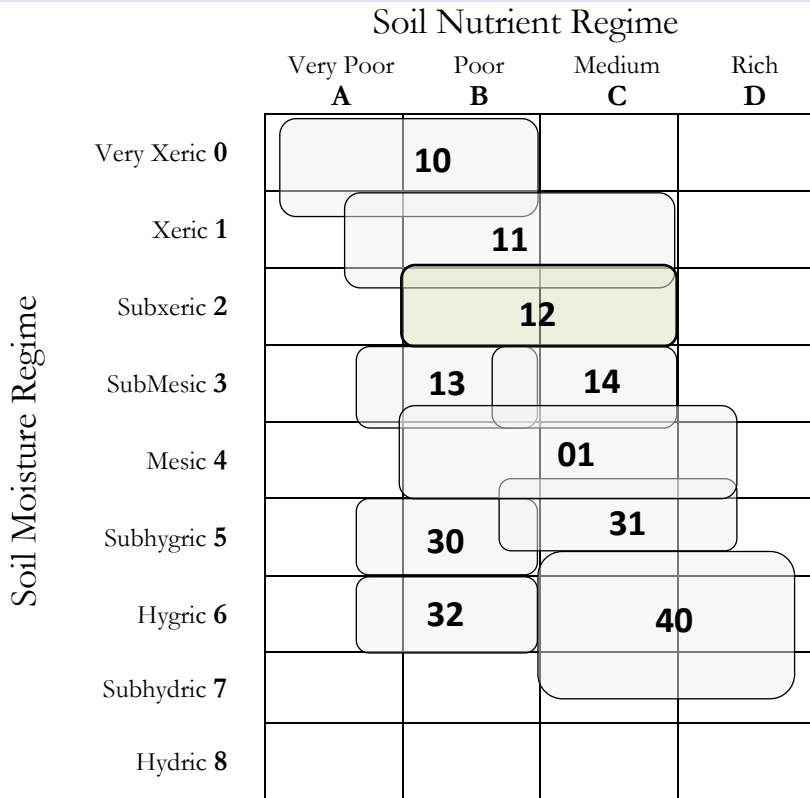 Soil Nutrient Regime
Very Poor Poor Medium Rich
A B C D
Soil Moisture Regime
Very Xeric 0
10
Xeric 1
11
Subxeric 2
12
SubMesic 3
13 14
Mesic 4
01
Subhygric 5
30 31
Hygric 6
32 40
Subhydric 7
Hydric 8